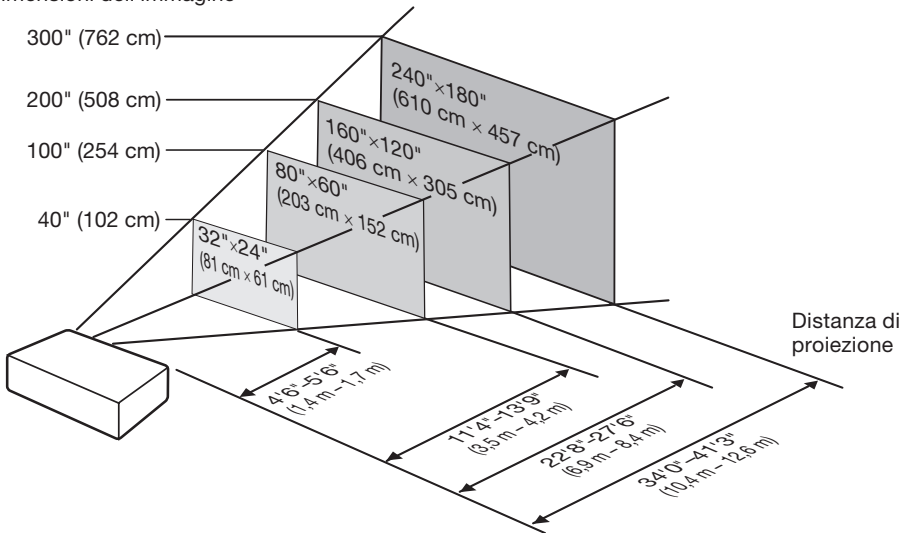 300" (762 cm)
200" (508 cm)
100" (254 cm)
40" (102 cm)
240"×180"
(610 cm × 457 cm)
160"×120"
(406 cm × 305 cm)
80"×60"
(203 cm × 152 cm)
32"×24"
(81 cm × 61 cm)
Distanza di
proiezione
4'6"–5'6"
(1,4 m – 1,7 m)
11'4"–13'9"
(3,5 m – 4,2 m)
22'8"–27'6"
(6,9 m – 8,4 m)
34'0"–41'3"
(10,4 m – 12,6 m)